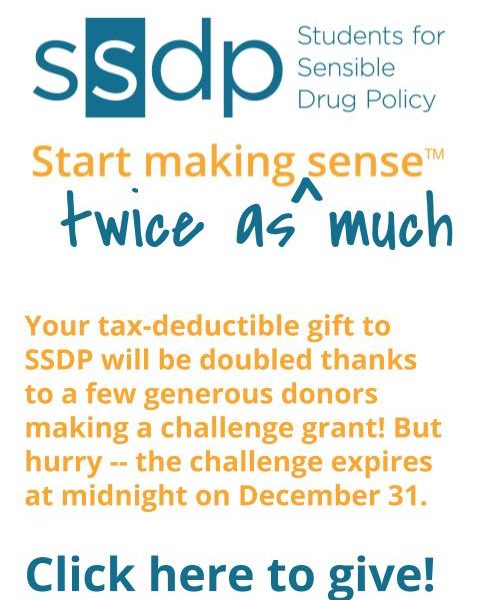 ssdp
Students for
Sensible
Drug Policy
Start making sense™
^
twice as much
Your tax-deductible gift to
SSDP will be doubled thanks
to a few generous donors
making a challenge grant! But
hurry -- the challenge expires
at midnight on December 31.
Click here to give!